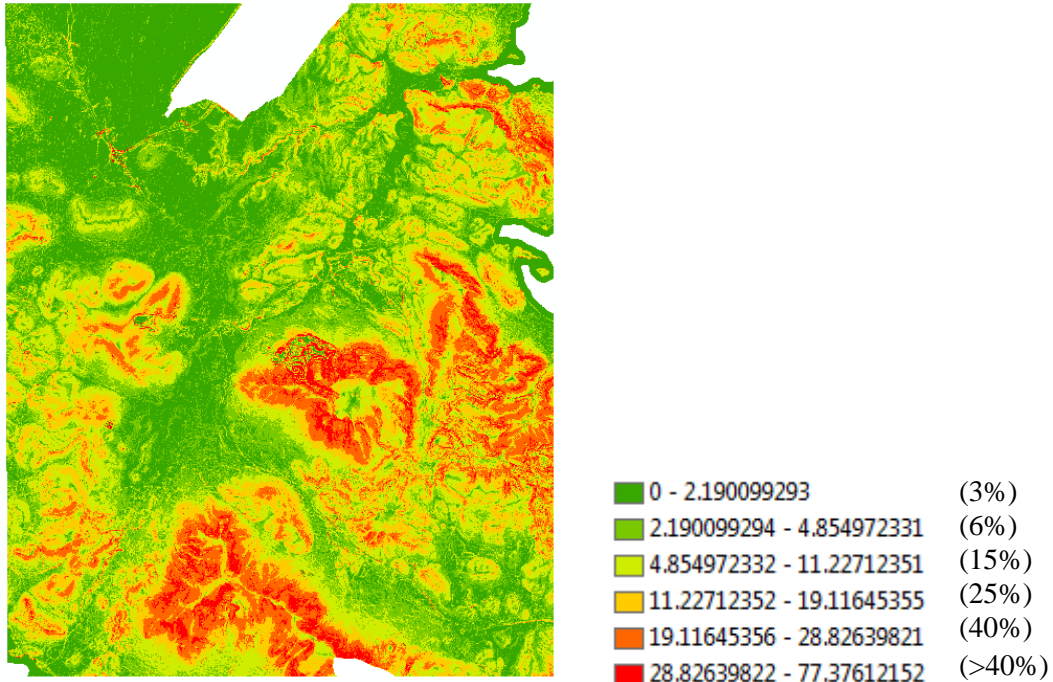 0 - 2.190099293 (3%)
2.190099294 - 4.854972331 (6%)
4.854972332 - 11.22712351 (15%)
11.22712352 - 19.11645355 (25%)
19.11645356 - 28.82639821 (40%)
28.82639822 - 77.37612152 (>40%)